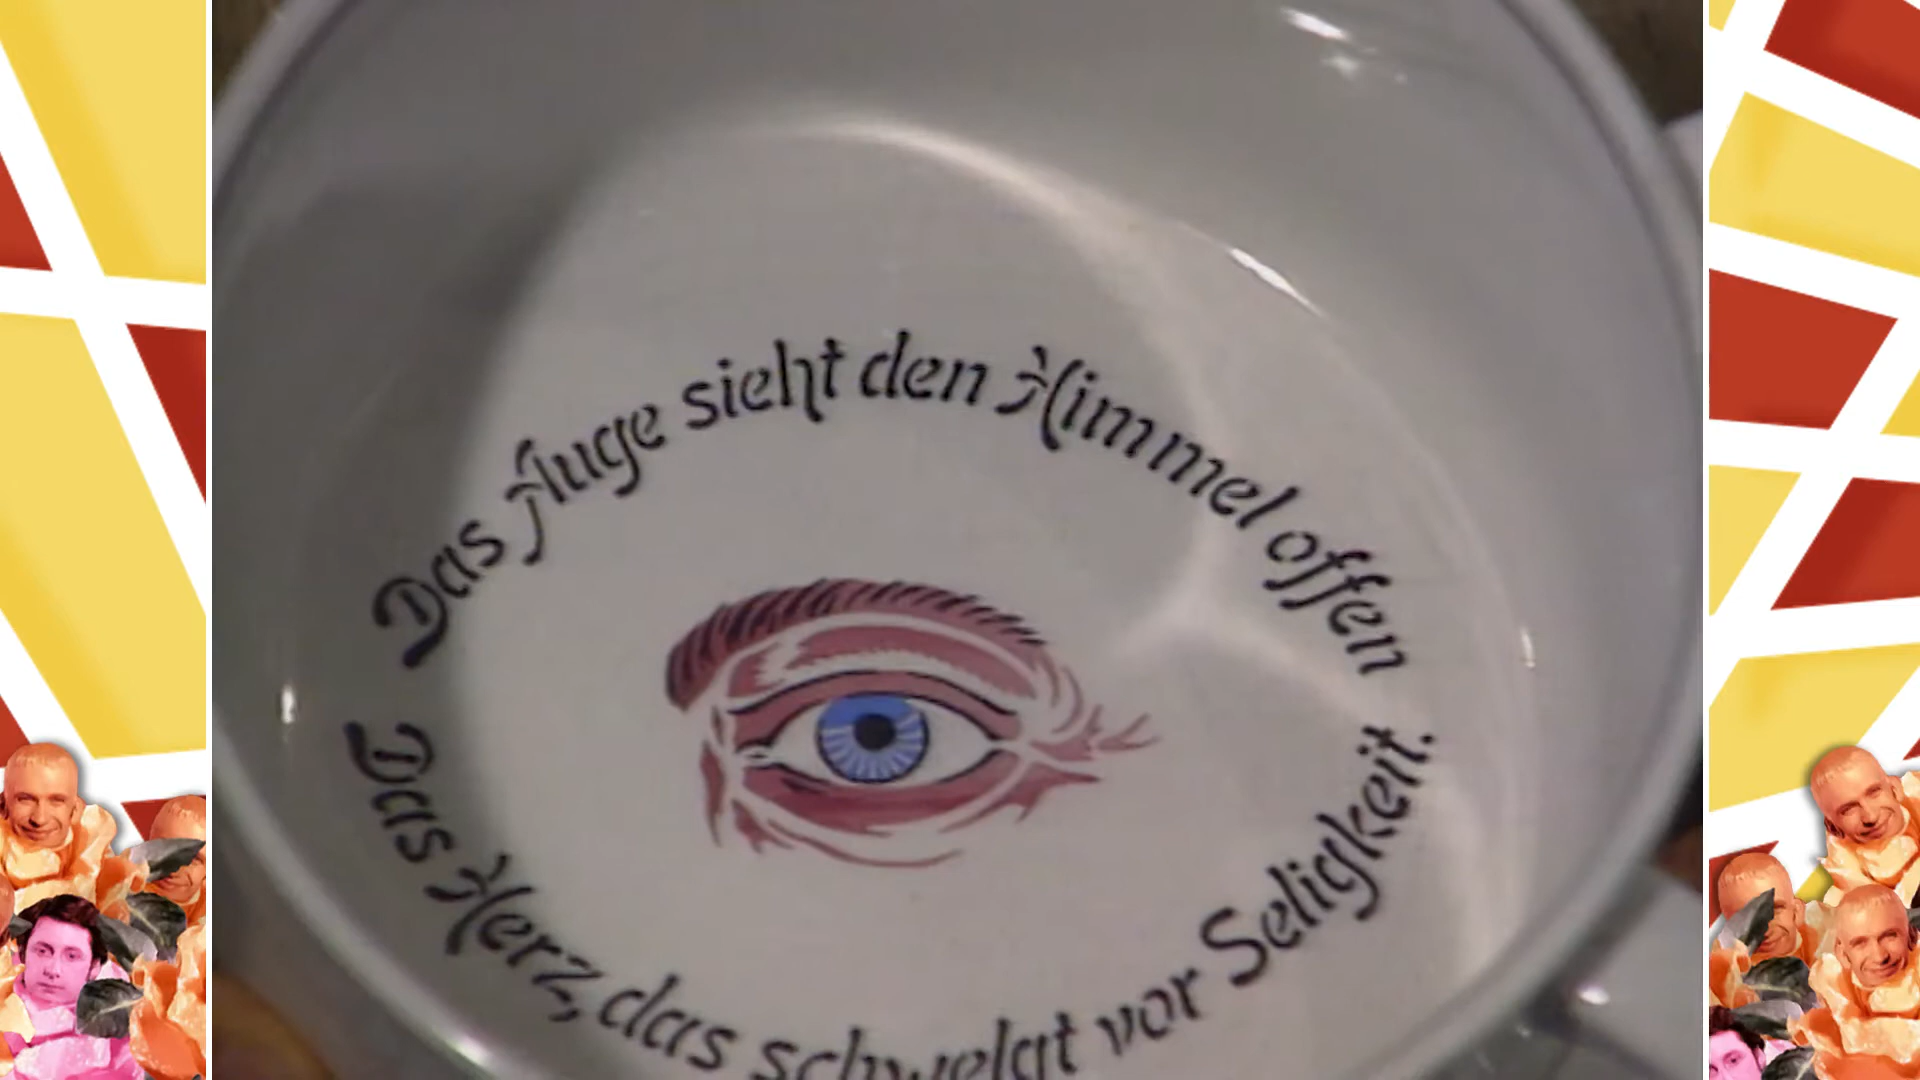 Das Auge sieht den Himmel offen
Das Herz, das schwelgt vor Seligkeit.